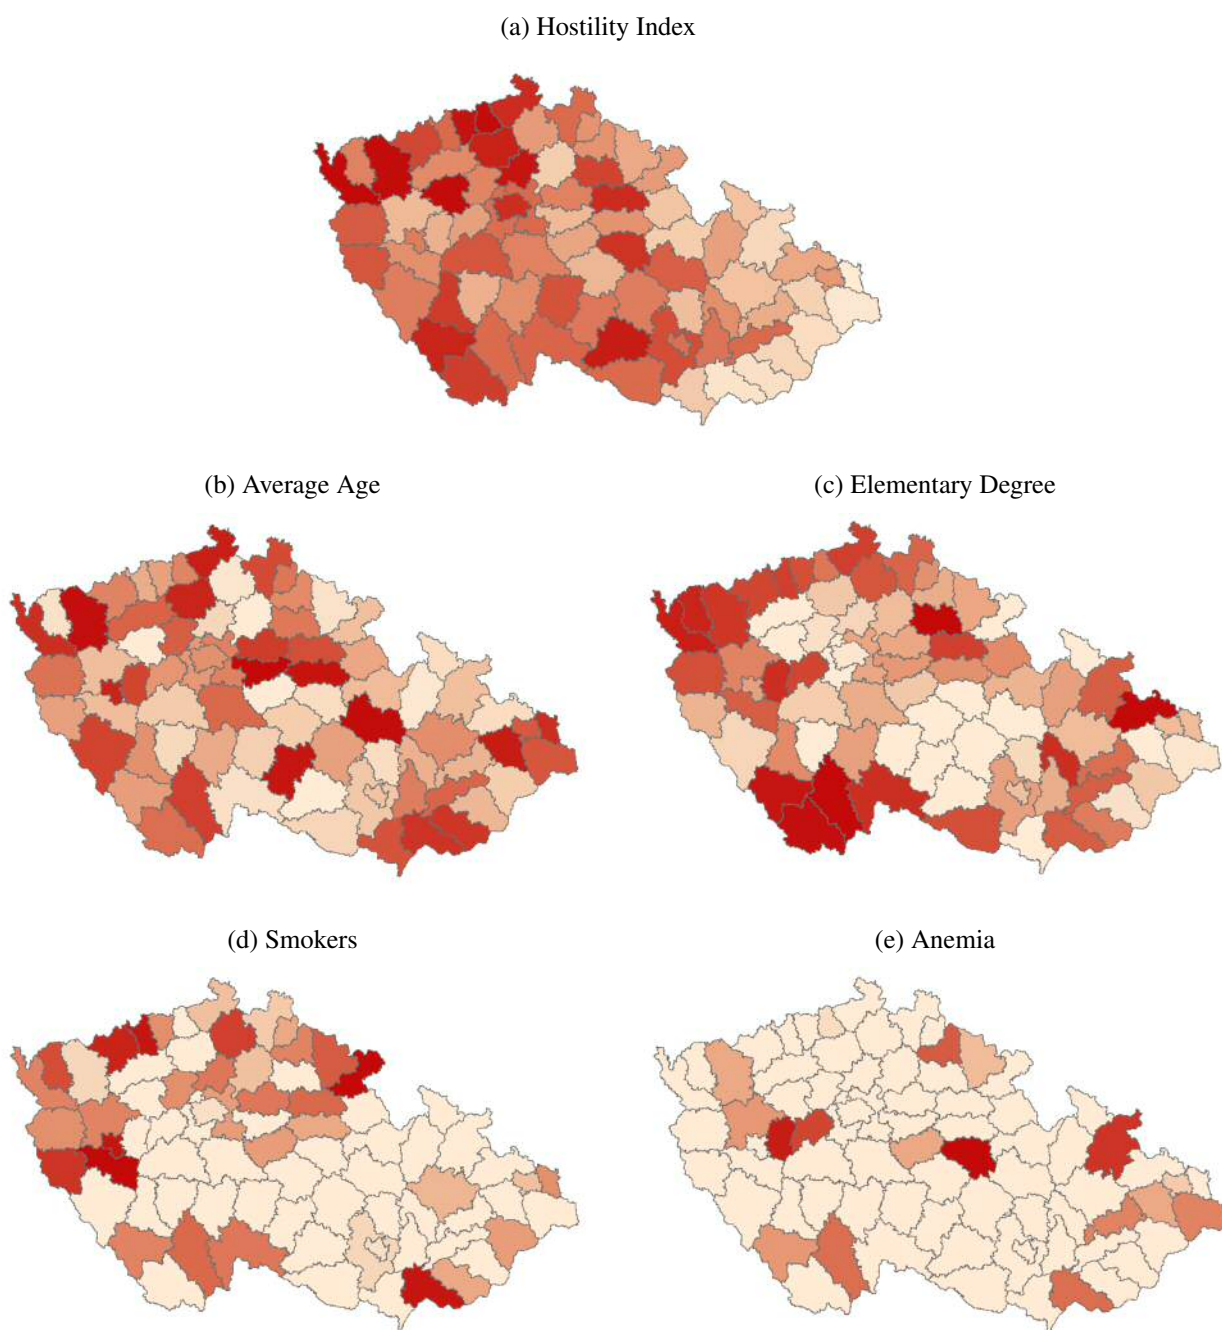 (a) Hostility Index
(b) Average Age
(c) Elementary Degree
(d) Smokers
(e) Anemia